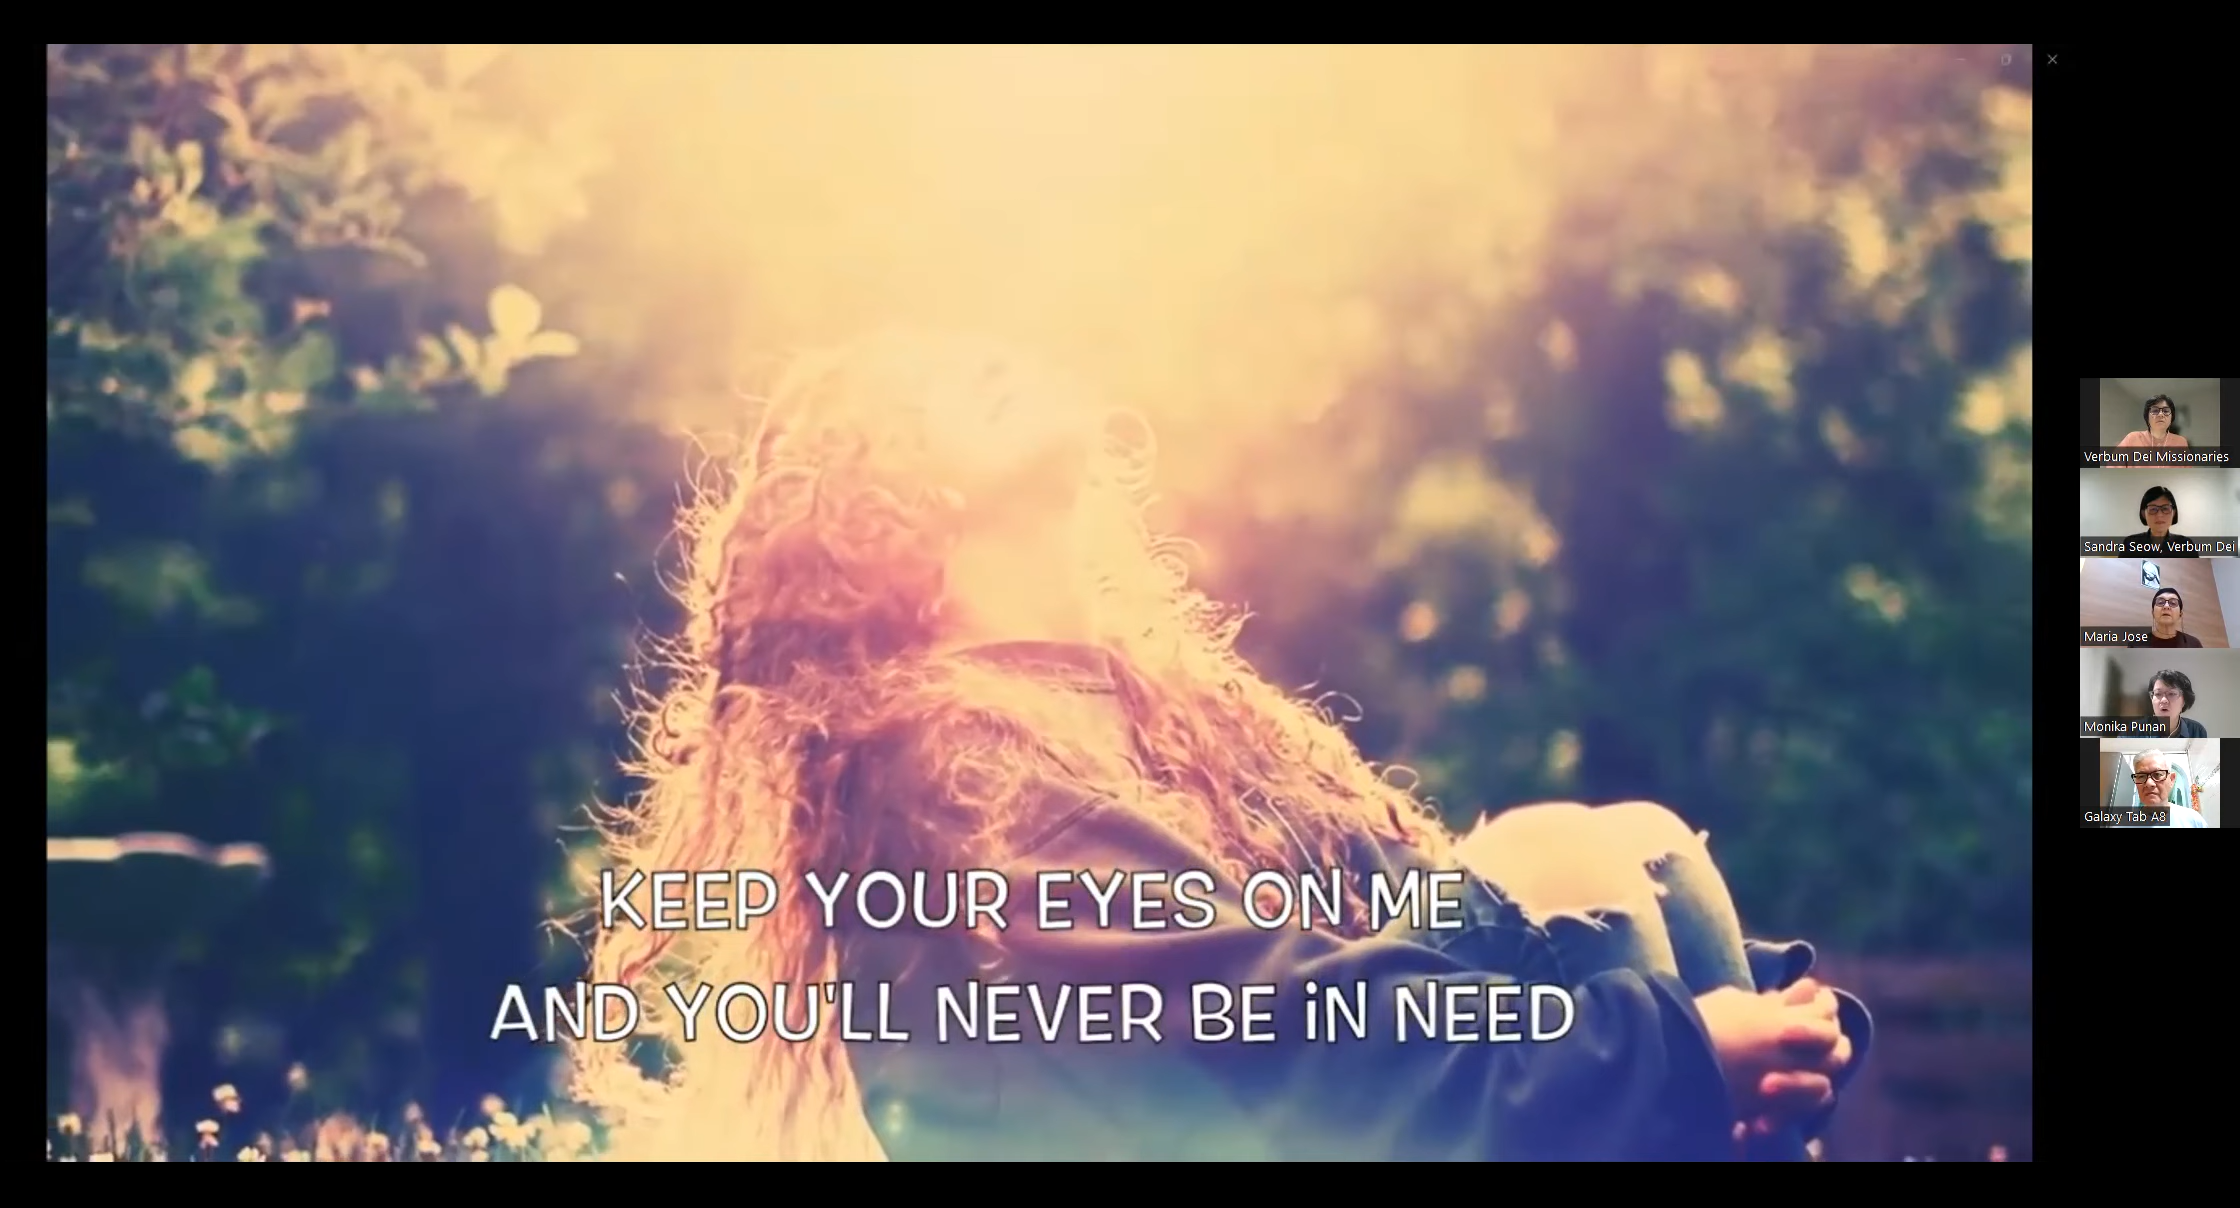 KEEP YOUR EYES ON ME
AND YOU'LL NEVER BE iN NEED
Verbum Dei Missionaries
Sandra Seow, Verbum Dei
Maria Jose
Monika Punan
Galaxy Tab A8